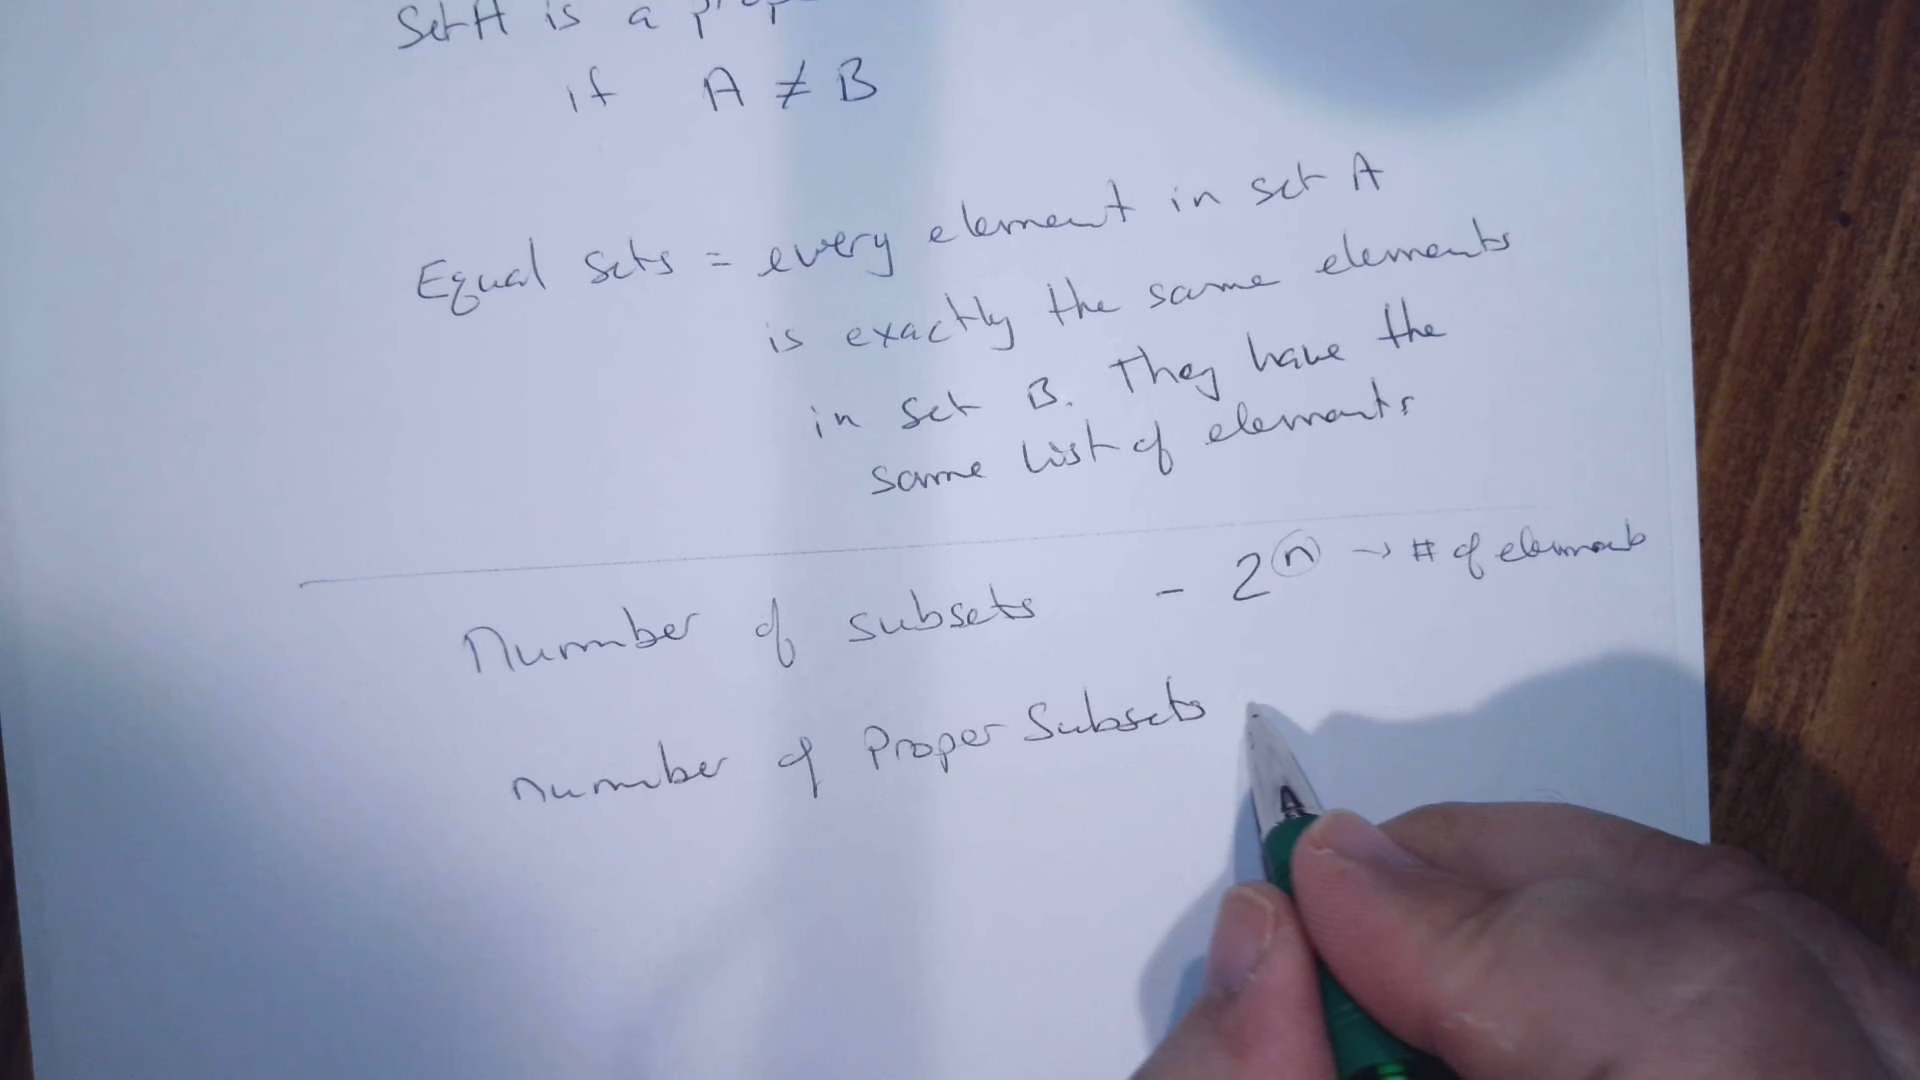 Set A is a prop
if A ≠ B
Equal sets = every element in set A
is exactly the same elements
in set B. They have the
same list of elements
Number of subsets - 2ⁿ → # of elements
number of Proper Subsets